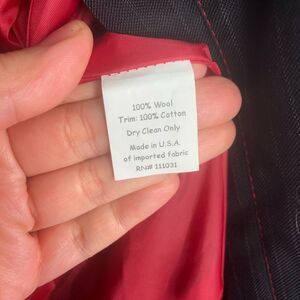 100% Wool
Trim: 100% Cotton
Dry Clean Only
Made in U.S.A.
of imported fabric
RN# 111031